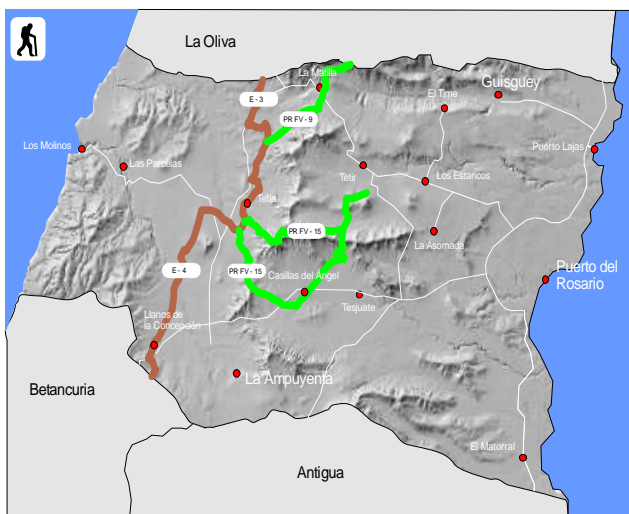 La Oliva
La Matilla
E - 3
Guisguey
El Time
PR FV - 9
Los Molinos
Puerto Lajas
Las Parcelas
Tetir
Los Estancos
Tefia
PR FV - 15
La Asomada
E - 4
PR FV - 15
Casillas del Ángel
Puerto del
Rosario
Tesjuate
Llanos de
la Concepción
La Ampuyenta
Betancuria
El Matorral
Antigua